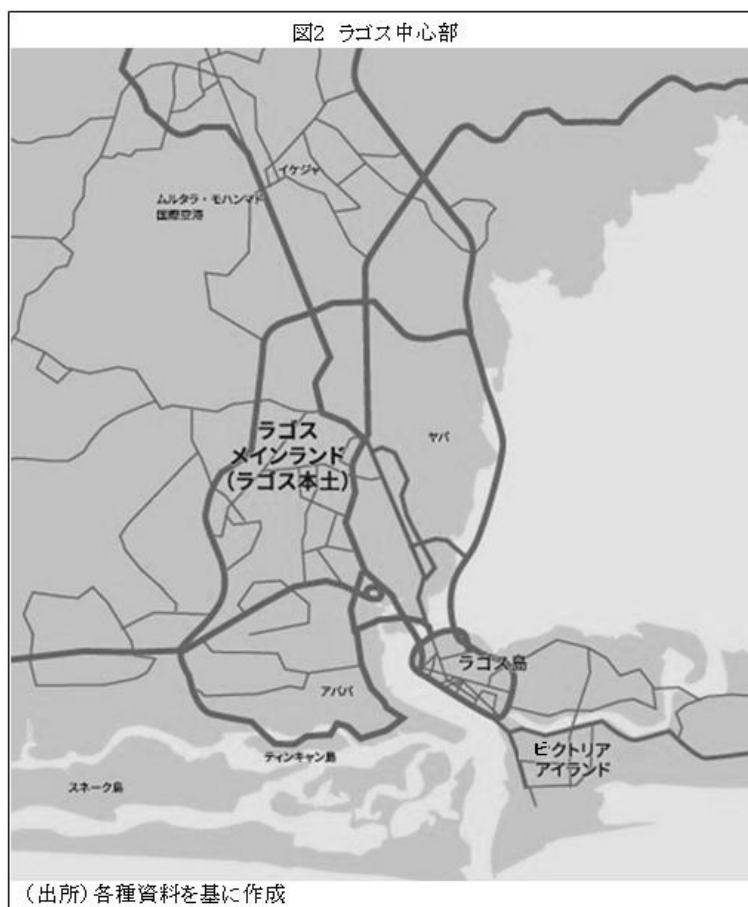 図2 ラゴス中心部
イケジャ
ムルタラ・モハンマド
国際空港
ラゴス
メインランド
(ラゴス本土)
ヤバ
ラゴス島
アパパ
ビクトリア
アイランド
ティンキャン島
スネーク島
(出所)各種資料を基に作成